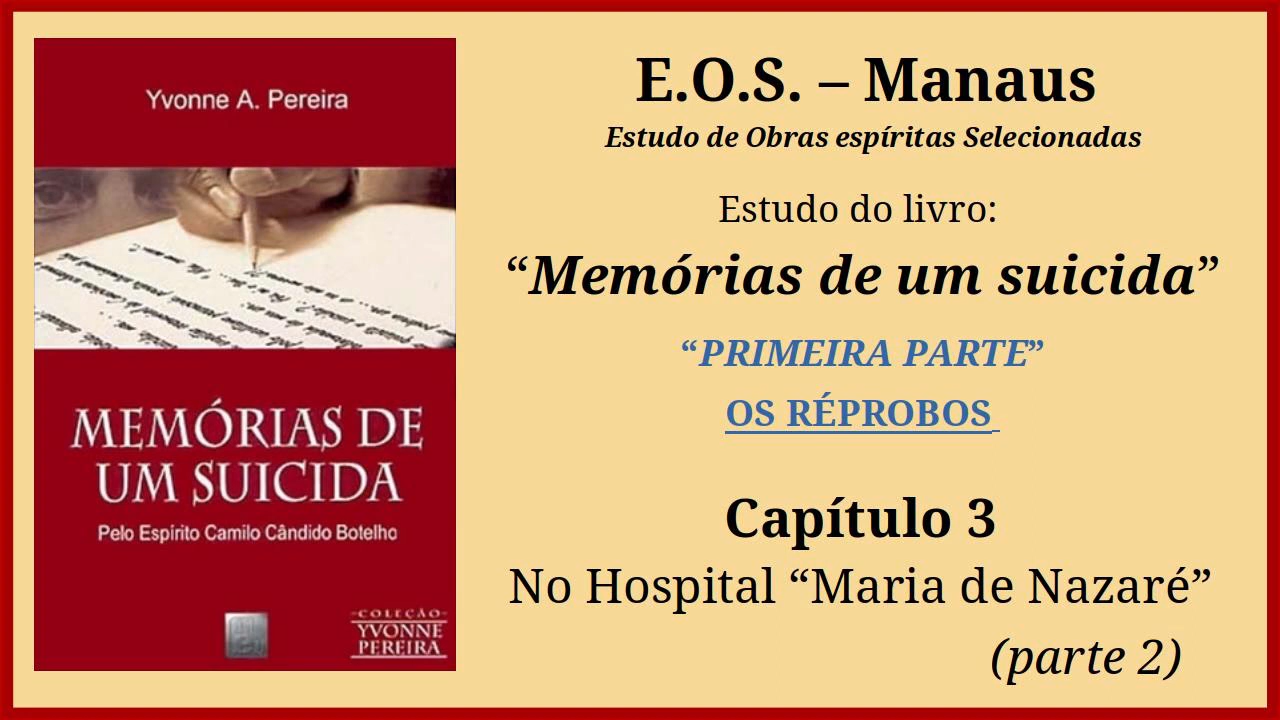 Yvonne A. Pereira
MEMÓRIAS DE
UM SUICIDA
Pelo Espírito Camilo Cândido Botelho
COLEÇÃO
YVONNE
PEREIRA
E.O.S. – Manaus
Estudo de Obras espíritas Selecionadas
Estudo do livro:
“Memórias de um suicida”
“PRIMEIRA PARTE”
OS RÉPROBOS
Capítulo 3
No Hospital “Maria de Nazaré”
(parte 2)